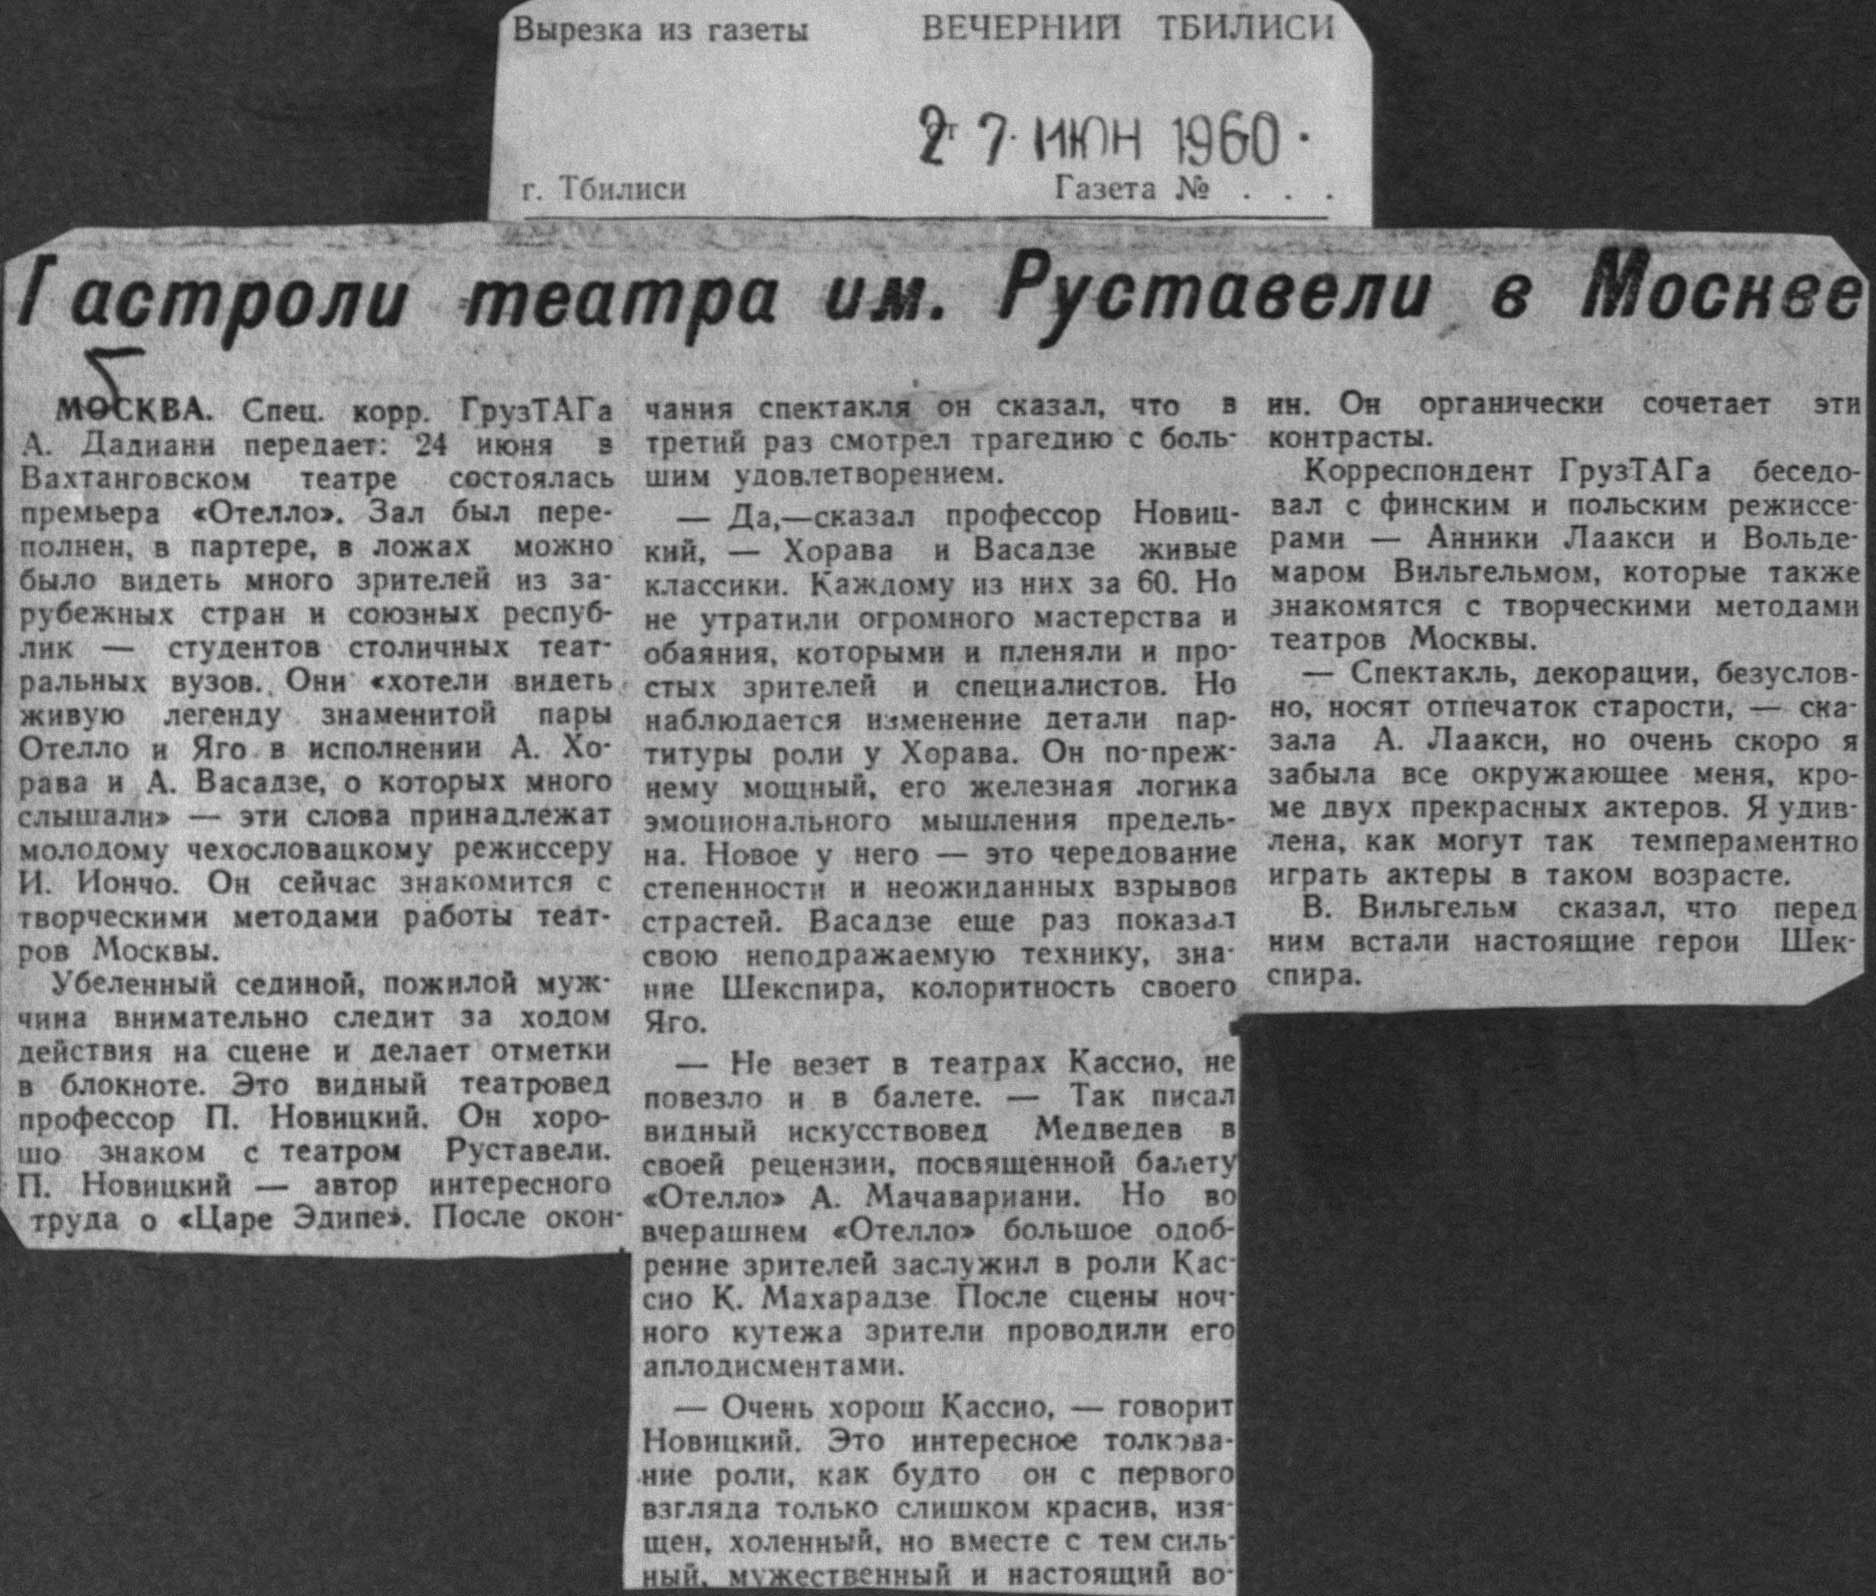 Вырезка из газеты ВЕЧЕРНИЙ ТБИЛИСИ
от 27 ИЮН 1960 .
г. Тбилиси Газета № . . .
Гастроли театра им. Руставели в Москве
МОСКВА. Спец. корр. ГрузТАГа
А. Дадиани передает: 24 июня в
Вахтанговском театре состоялась
премьера «Отелло». Зал был пере-
полнен, в партере, в ложах можно
было видеть много зрителей из за-
рубежных стран и союзных респуб-
лик — студентов столичных теат-
ральных вузов. Они «хотели видеть
живую легенду знаменитой пары
Отелло и Яго в исполнении А. Хо-
рава и А. Васадзе, о которых много
слышали» — эти слова принадлежат
молодому чехословацкому режиссеру
И. Иончо. Он сейчас знакомится с
творческими методами работы теат-
ров Москвы.
Убеленный сединой, пожилой муж-
чина внимательно следит за ходом
действия на сцене и делает отметки
в блокноте. Это видный театровед
профессор П. Новицкий. Он хоро-
шо знаком с театром Руставели.
П. Новицкий — автор интересного
труда о «Царе Эдипе». После окон-
чания спектакля он сказал, что в
третий раз смотрел трагедию с боль-
шим удовлетворением.
— Да,—сказал профессор Новиц-
кий, — Хорава и Васадзе живые
классики. Каждому из них за 60. Но
не утратили огромного мастерства и
обаяния, которыми и пленяли и про-
стых зрителей и специалистов. Но
наблюдается изменение детали пар-
титуры роли у Хорава. Он по-преж-
нему мощный, его железная логика
эмоционального мышления предель-
на. Новое у него — это чередование
степенности и неожиданных взрывов
страстей. Васадзе еще раз показал
свою неподражаемую технику, зна-
ние Шекспира, колоритность своего
Яго.
— Не везет в театрах Кассио, не
повезло и в балете. — Так писал
видный искусствовед Медведев в
своей рецензии, посвященной балету
«Отелло» А. Мачавариани. Но во
вчерашнем «Отелло» большое одоб-
рение зрителей заслужил в роли Кас-
сио К. Махарадзе После сцены ноч-
ного кутежа зрители проводили его
аплодисментами.
— Очень хорош Кассио, — говорит
Новицкий. Это интересное толкова-
ние роли, как будто он с первого
взгляда только слишком красив, изя-
щен, холенный, но вместе с тем силь-
ный, мужественный и настоящий во-
ин. Он органически сочетает эти
контрасты.
Корреспондент ГрузТАГа беседо-
вал с финским и польским режиссе-
рами — Анники Лаакси и Вольде-
маром Вильгельмом, которые также
знакомятся с творческими методами
театров Москвы.
— Спектакль, декорации, безуслов-
но, носят отпечаток старости, — ска-
зала А. Лаакси, но очень скоро я
забыла все окружающее меня, кро-
ме двух прекрасных актеров. Я удив-
лена, как могут так темпераментно
играть актеры в таком возрасте.
В. Вильгельм сказал, что перед
ним встали настоящие герои Шек-
спира.